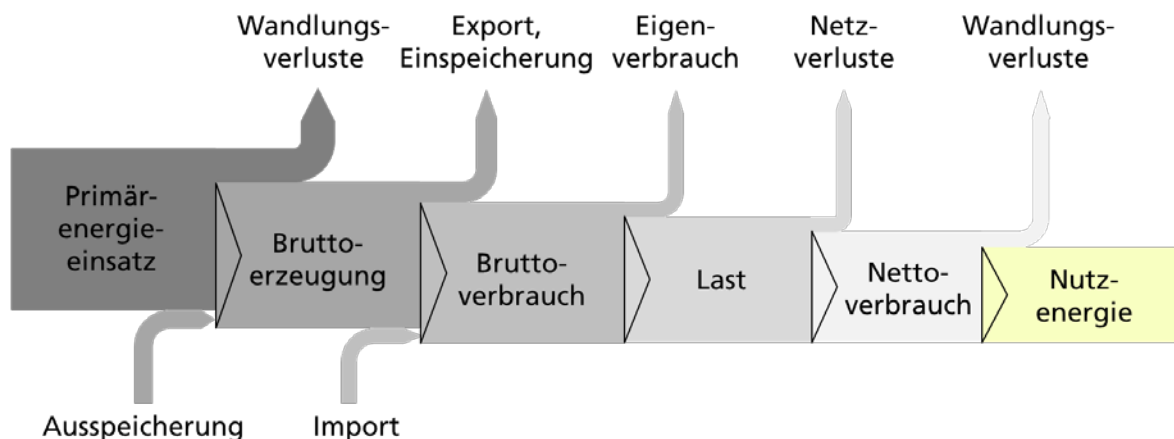 Wandlungs-
verluste
Export,
Einspeicherung
Eigen-
verbrauch
Netz-
verluste
Wandlungs-
verluste
Primär-
energie-
einsatz
Brutto-
erzeugung
Brutto-
verbrauch
Last
Netto-
verbrauch
Nutz-
energie
Ausspeicherung
Import